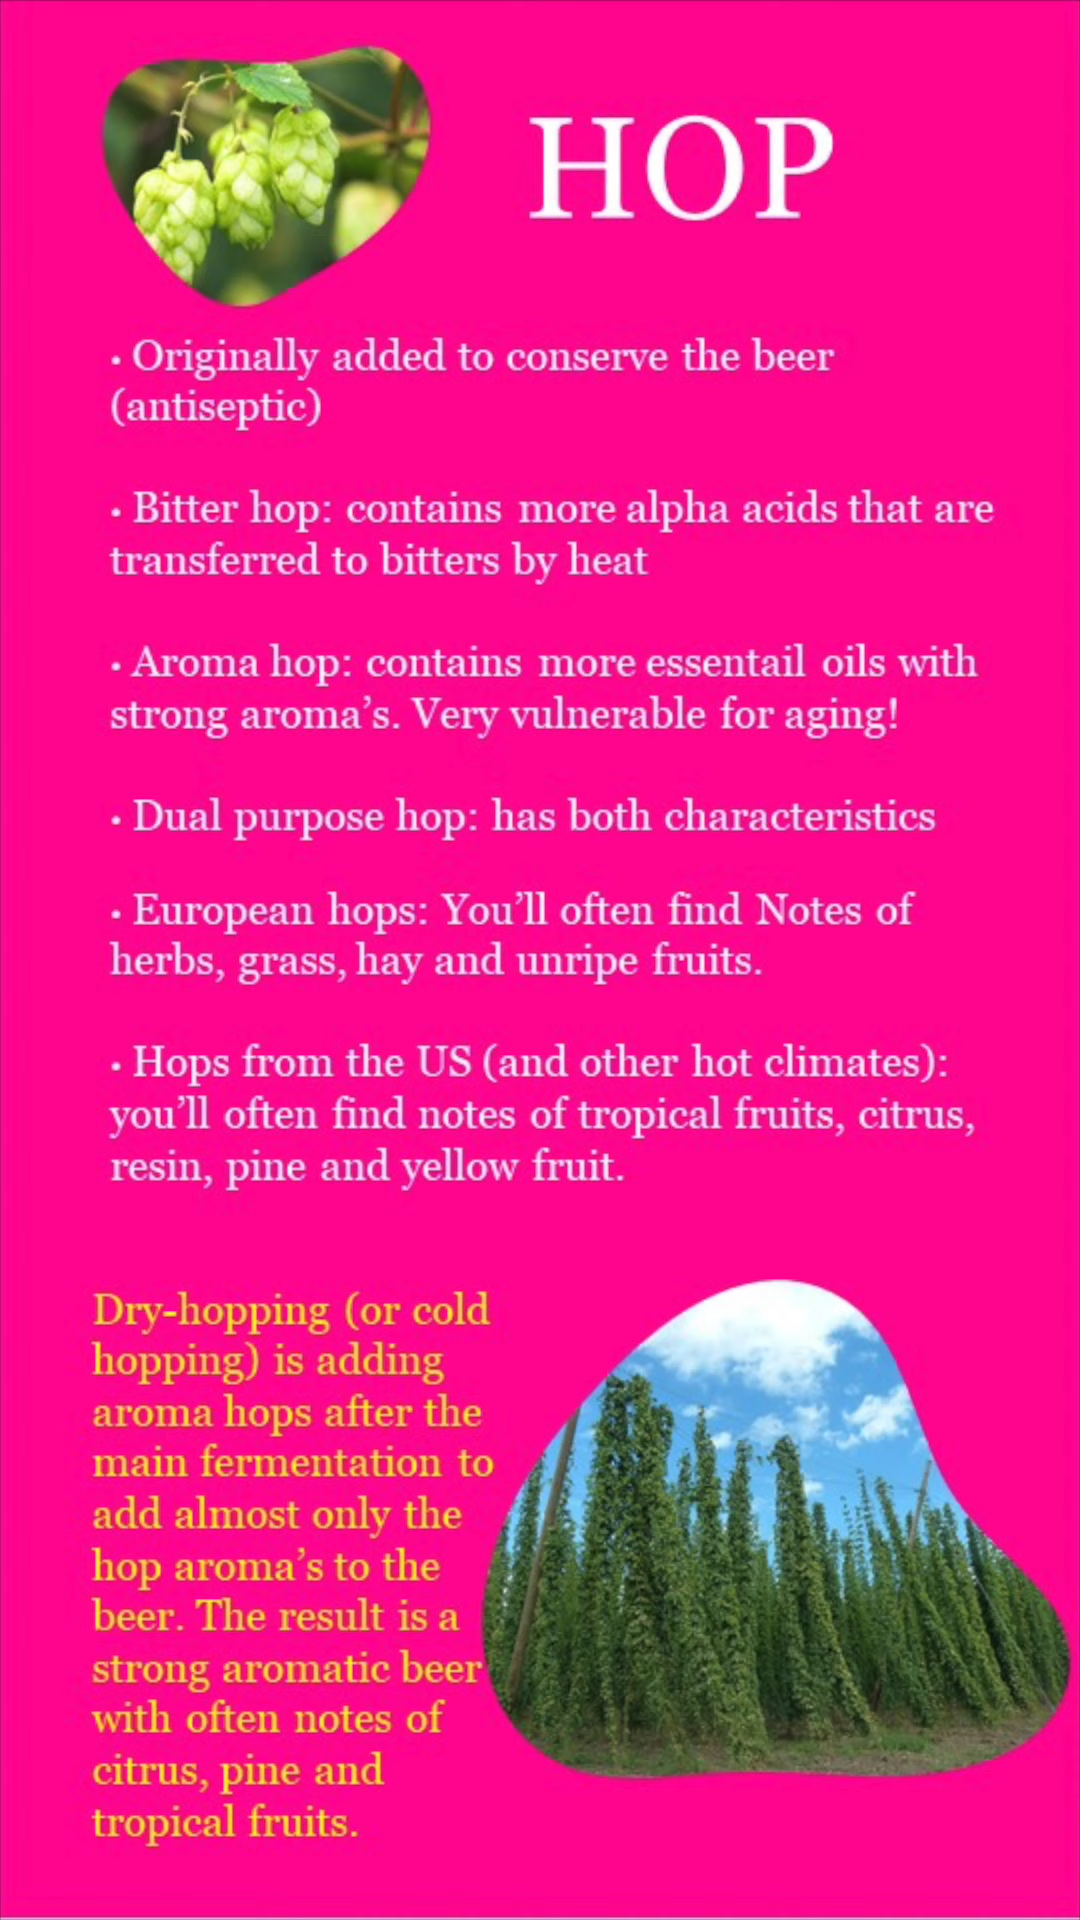 HOP
• Originally added to conserve the beer
(antiseptic)
• Bitter hop: contains more alpha acids that are
transferred to bitters by heat
• Aroma hop: contains more essentail oils with
strong aroma’s. Very vulnerable for aging!
• Dual purpose hop: has both characteristics
• European hops: You’ll often find Notes of
herbs, grass, hay and unripe fruits.
• Hops from the US (and other hot climates):
you’ll often find notes of tropical fruits, citrus,
resin, pine and yellow fruit.
Dry-hopping (or cold
hopping) is adding
aroma hops after the
main fermentation to
add almost only the
hop aroma’s to the
beer. The result is a
strong aromatic beer
with often notes of
citrus, pine and
tropical fruits.